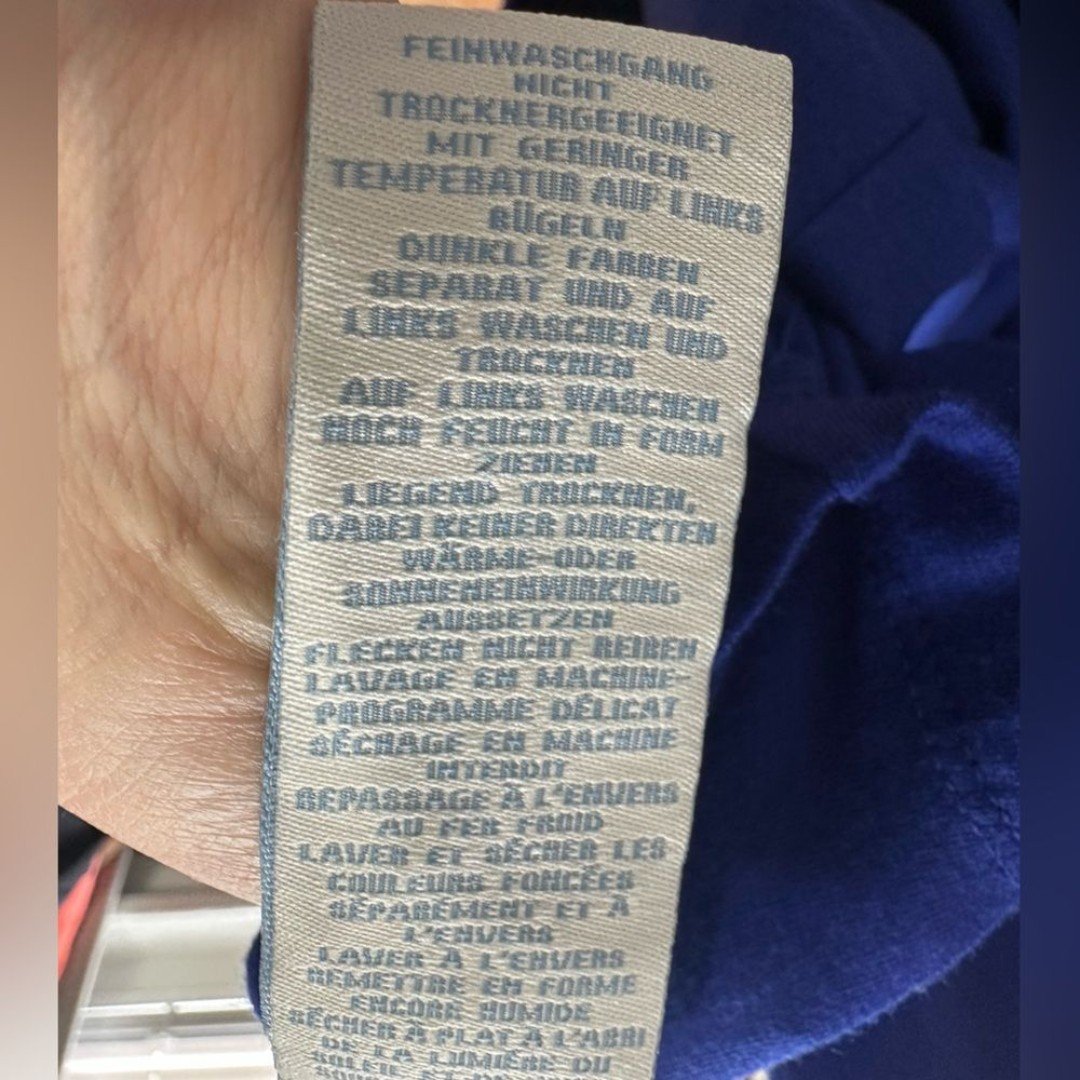 FEINWASCHGANG
NICHT
TROCKNERGEEIGNET
MIT GERINGER
TEMPERATUR AUF LINKS
BÜGELN
DUNKLE FARBEN
SEPARAT UND AUF
LINKS WASCHEN UND
TROCKNEN
AUF LINKS WASCHEN
NOCH FEUCHT IN FORM
ZIEHEN
LIEGEND TROCKNEN,
DABEI KEINER DIREKTEN
WÄRME-ODER
SONNENEINWIRKUNG
AUSSETZEN
FLECKEN NICHT REIBEN
LAVAGE EN MACHINE-
PROGRAMME DÉLICAT
SÉCHAGE EN MACHINE
INTERDIT
REPASSAGE À L'ENVERS
AU FER FROID
LAVER ET SÉCHER LES
COULEURS FONCÉES
SÉPARÉMENT ET À
L'ENVERS
LAVER À L'ENVERS
REMETTRE EN FORME
ENCORE HUMIDE
SÉCHER À PLAT À L'ABRI
DE LA LUMIÈRE DU
SOLEIL